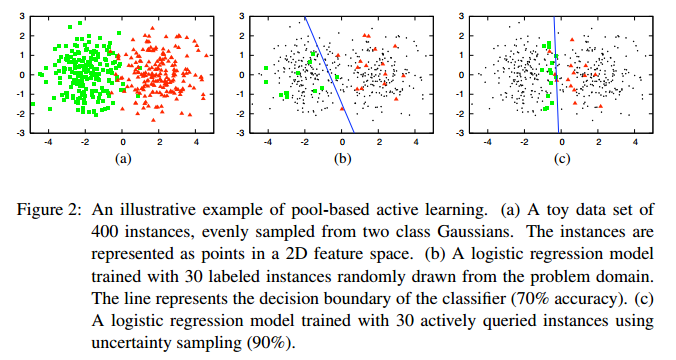 3
2
1
0
-1
-2
-3
-4 -2 0 2 4
(a)
3
2
1
0
-1
-2
-3
-4 -2 0 2 4
(b)
3
2
1
0
-1
-2
-3
-4 -2 0 2 4
(c)
Figure 2: An illustrative example of pool-based active learning. (a) A toy data set of
400 instances, evenly sampled from two class Gaussians. The instances are
represented as points in a 2D feature space. (b) A logistic regression model
trained with 30 labeled instances randomly drawn from the problem domain.
The line represents the decision boundary of the classifier (70% accuracy). (c)
A logistic regression model trained with 30 actively queried instances using
uncertainty sampling (90%).